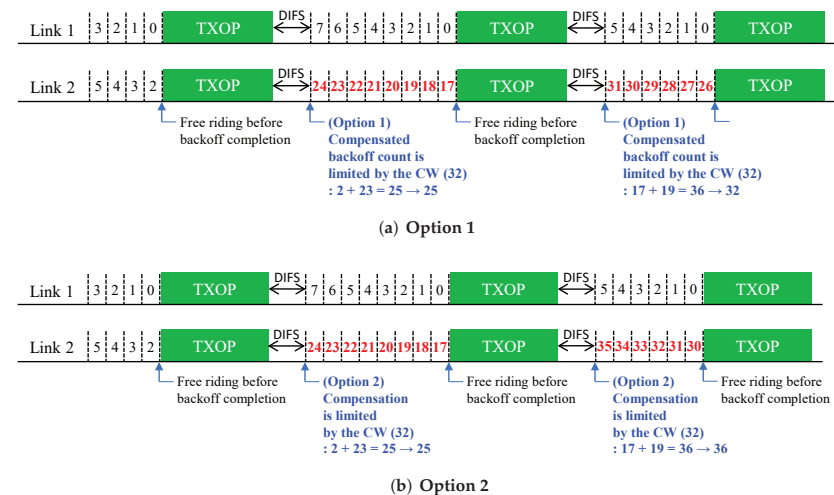 DIFS DIFS
Link 1 3 2 1 0 TXOP 7 6 5 4 3 2 1 0 TXOP 5 4 3 2 1 0 TXOP
DIFS DIFS
Link 2 5 4 3 2 TXOP 24 23 22 21 20 19 18 17 TXOP 31 30 29 28 27 26 TXOP
Free riding before
backoff completion
(Option 1)
Compensated
backoff count is
limited by the CW (32)
: 2 + 23 = 25 → 25
Free riding before
backoff completion
(Option 1)
Compensated
backoff count is
limited by the CW (32)
: 17 + 19 = 36 → 32
(a) Option 1
DIFS DIFS
Link 1 3 2 1 0 TXOP 7 6 5 4 3 2 1 0 TXOP 5 4 3 2 1 0 TXOP
DIFS DIFS
Link 2 5 4 3 2 TXOP 24 23 22 21 20 19 18 17 TXOP 35 34 33 32 31 30 TXOP
Free riding before
backoff completion
(Option 2)
Compensation
is limited
by the CW (32)
: 2 + 23 = 25 → 25
Free riding before
backoff completion
(Option 2)
Compensation
is limited
by the CW (32)
: 17 + 19 = 36 → 36
Free riding before
backoff completion
(b) Option 2